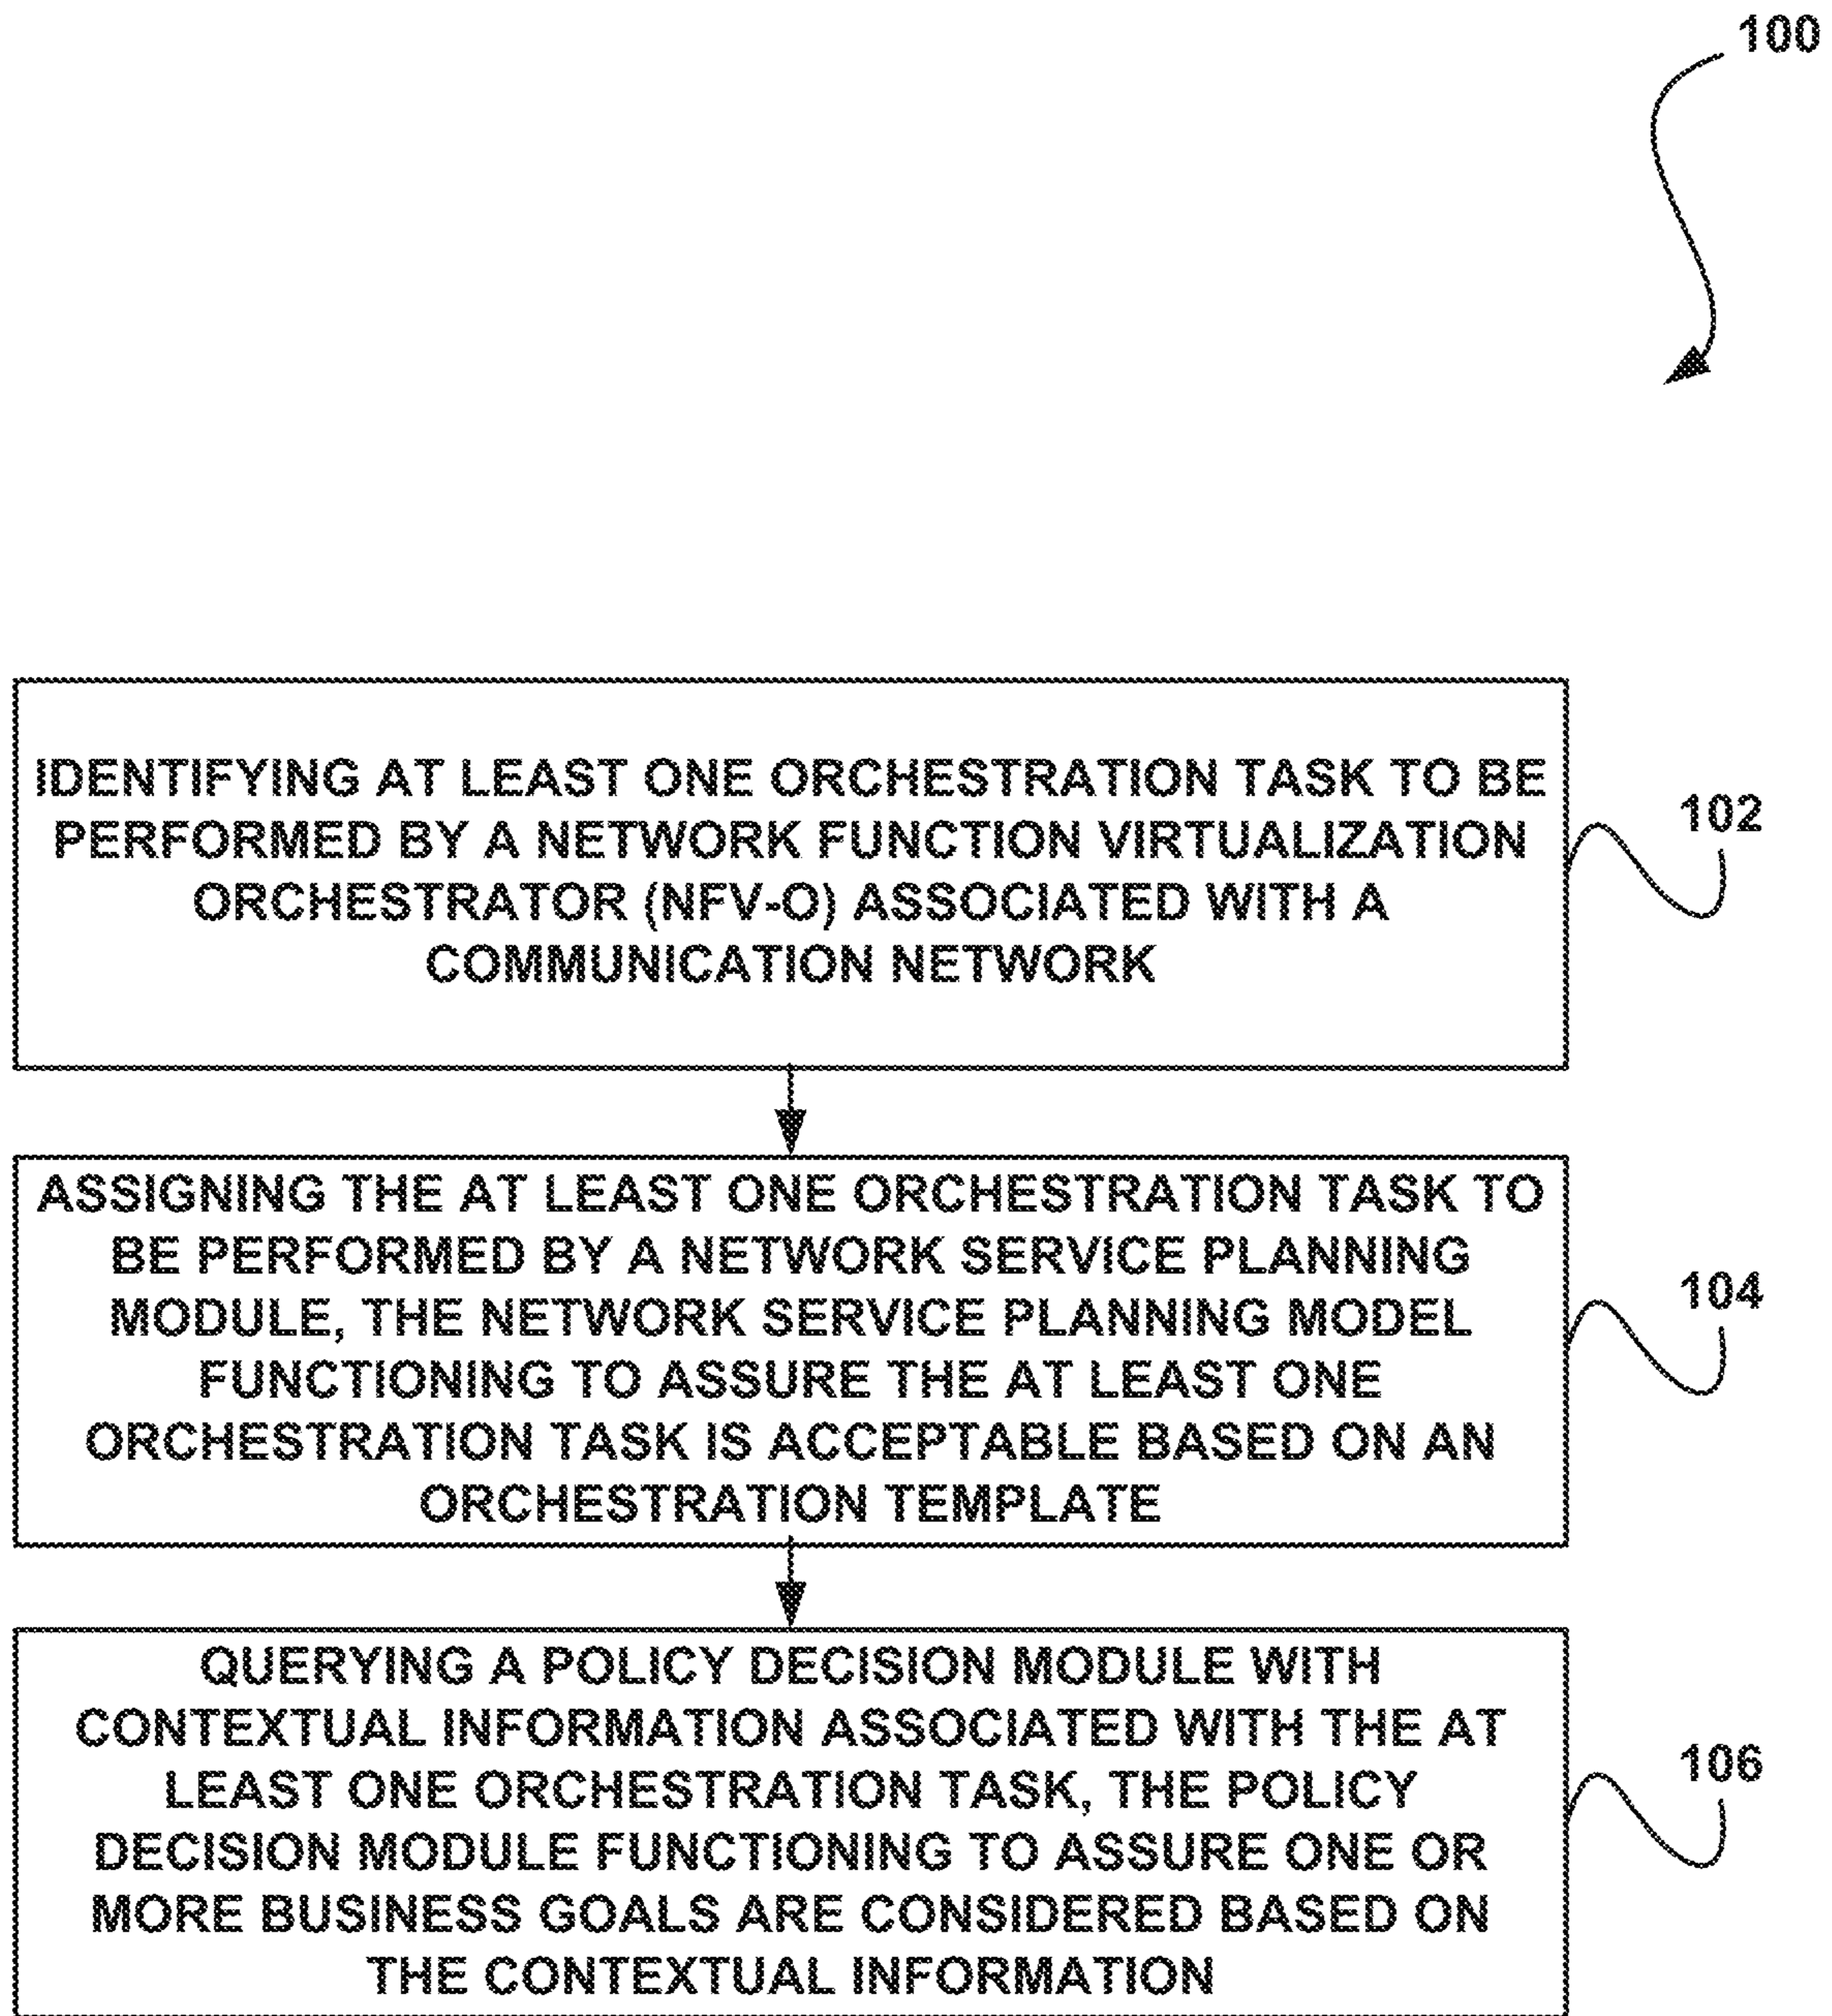 100
IDENTIFYING AT LEAST ONE ORCHESTRATION TASK TO BE
PERFORMED BY A NETWORK FUNCTION VIRTUALIZATION
ORCHESTRATOR (NFV-O) ASSOCIATED WITH A
COMMUNICATION NETWORK
102
ASSIGNING THE AT LEAST ONE ORCHESTRATION TASK TO
BE PERFORMED BY A NETWORK SERVICE PLANNING
MODULE, THE NETWORK SERVICE PLANNING MODEL
FUNCTIONING TO ASSURE THE AT LEAST ONE
ORCHESTRATION TASK IS ACCEPTABLE BASED ON AN
ORCHESTRATION TEMPLATE
104
QUERYING A POLICY DECISION MODULE WITH
CONTEXTUAL INFORMATION ASSOCIATED WITH THE AT
LEAST ONE ORCHESTRATION TASK, THE POLICY
DECISION MODULE FUNCTIONING TO ASSURE ONE OR
MORE BUSINESS GOALS ARE CONSIDERED BASED ON
THE CONTEXTUAL INFORMATION
106